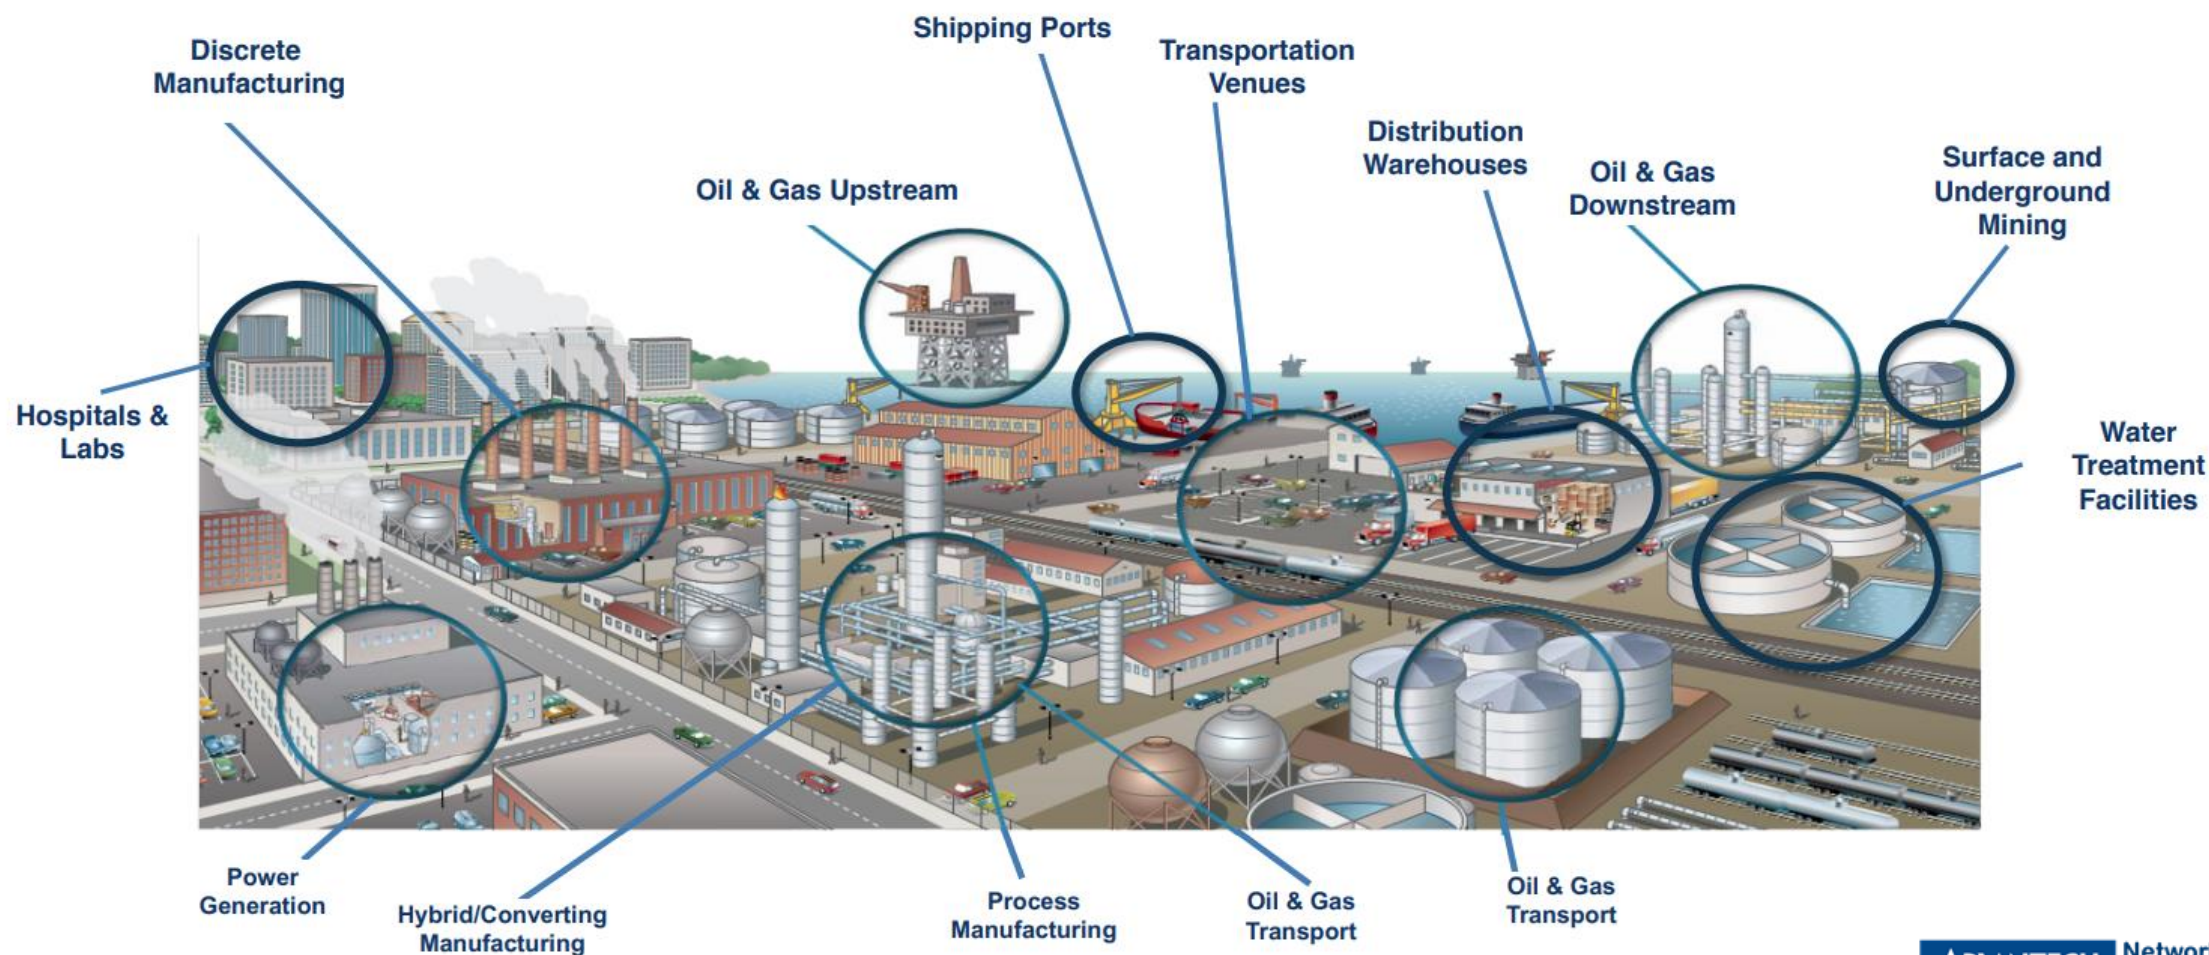 Shipping Ports
Discrete
Manufacturing
Transportation
Venues
Distribution
Warehouses
Oil & Gas Upstream
Oil & Gas
Downstream
Surface and
Underground
Mining
Hospitals &
Labs
Water
Treatment
Facilities
Power
Generation
Hybrid/Converting
Manufacturing
Process
Manufacturing
Oil & Gas
Transport
Oil & Gas
Transport